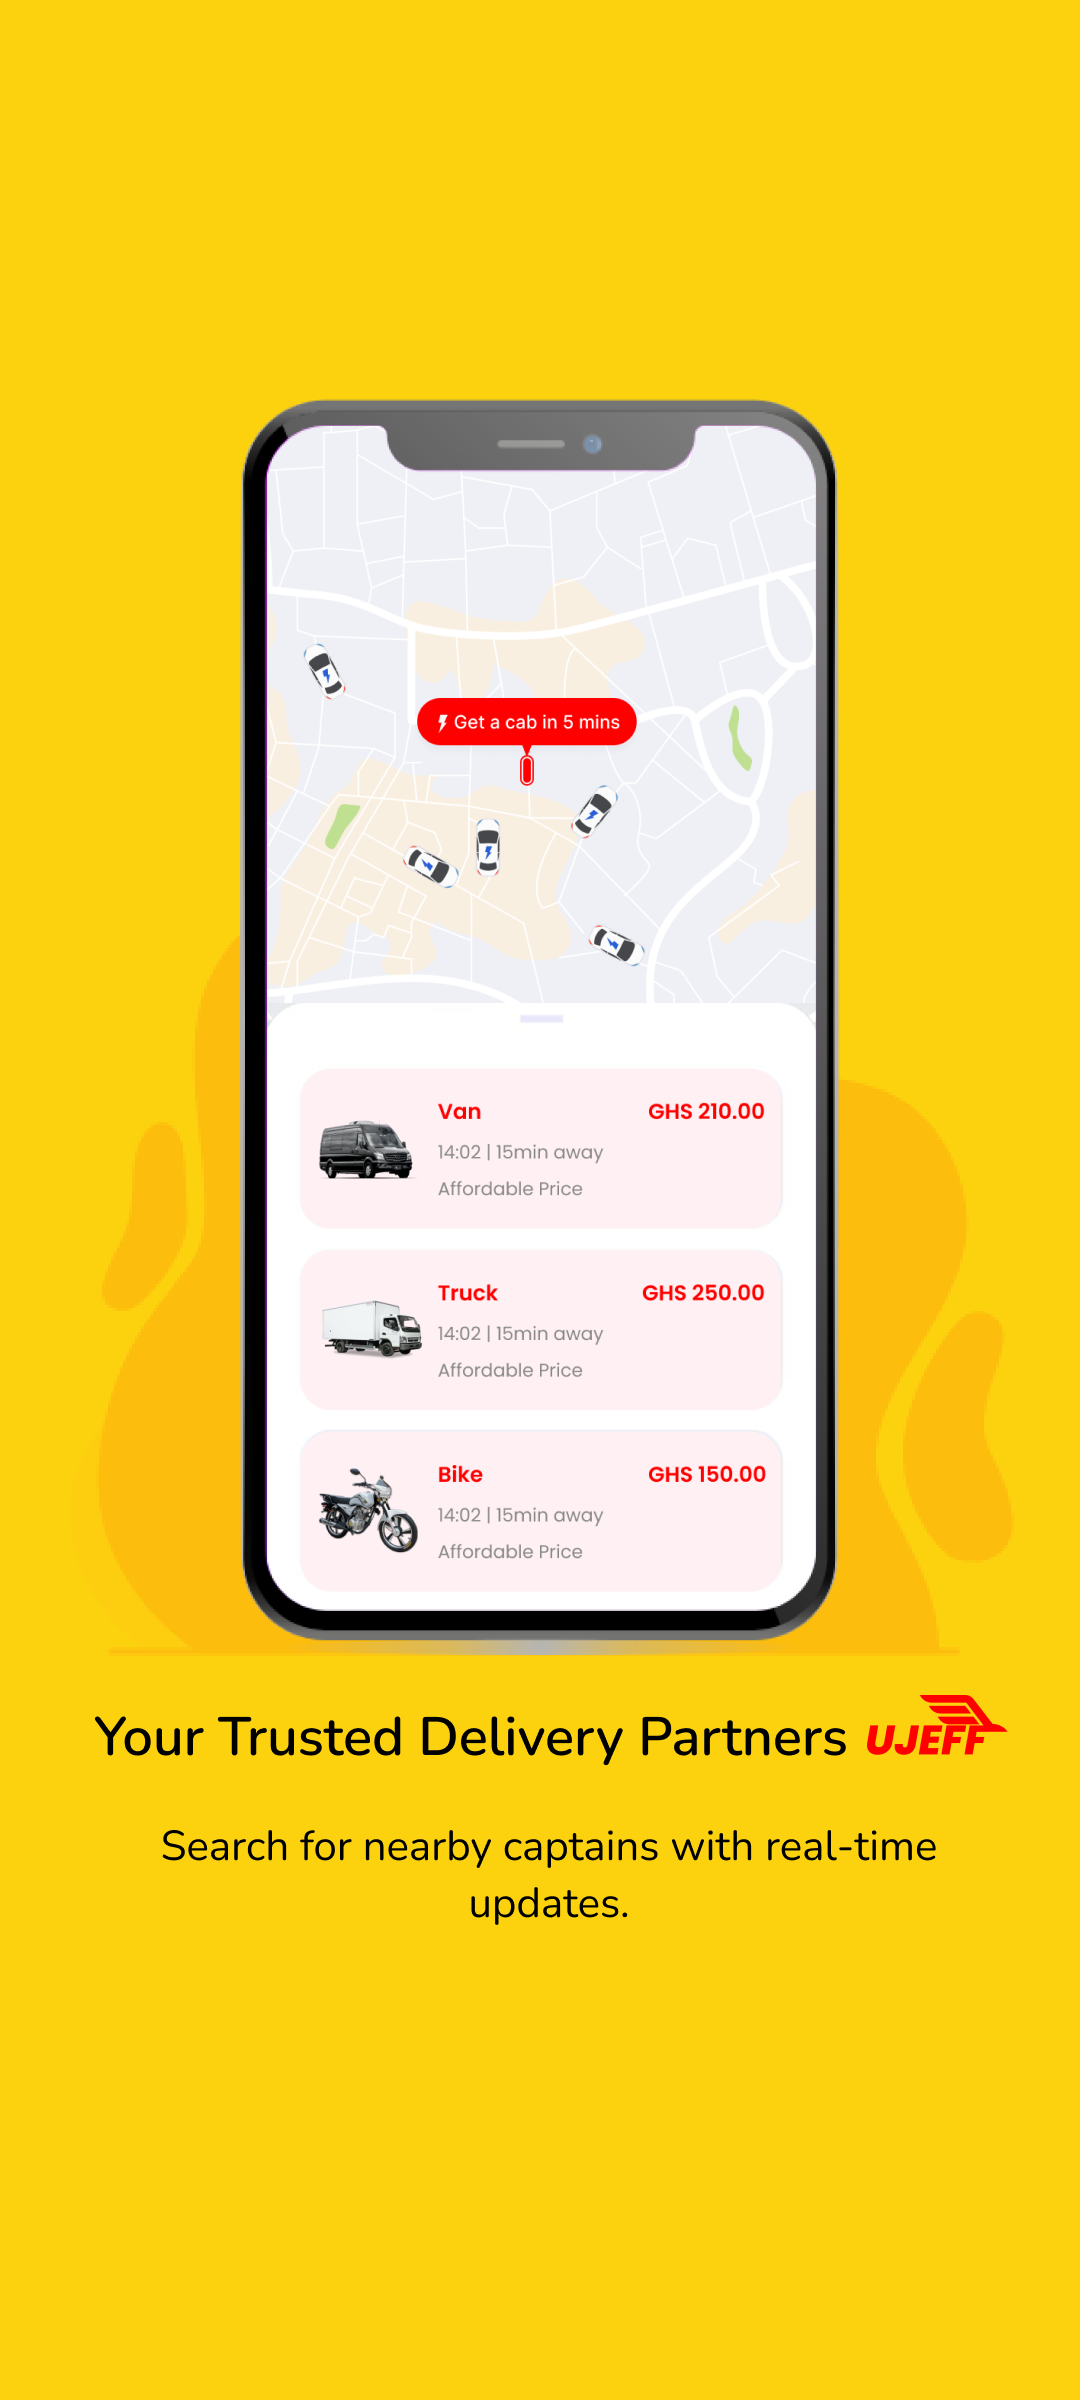 Get a cab in 5 mins
Van GHS 210.00
14:02 | 15min away
Affordable Price
Truck GHS 250.00
14:02 | 15min away
Affordable Price
Bike GHS 150.00
14:02 | 15min away
Affordable Price
Your Trusted Delivery Partners UJEFF
Search for nearby captains with real-time
updates.